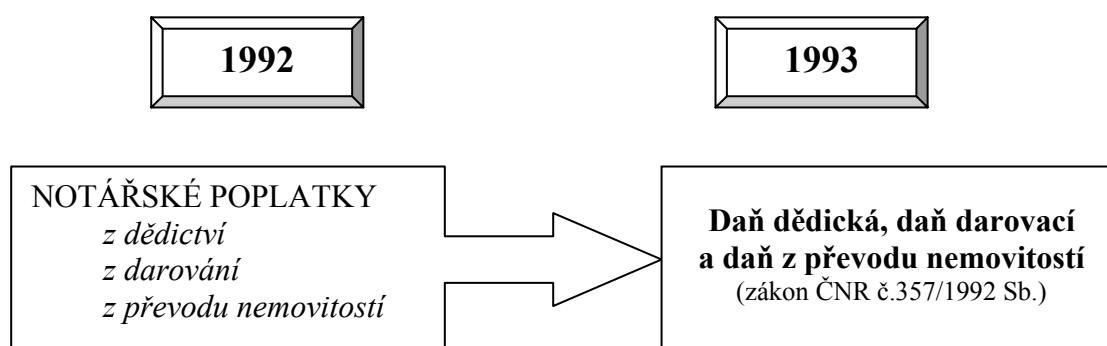 1992
1993
NOTÁŘSKÉ POPLATKY
z dědictví
z darování
z převodu nemovitostí
Daň dědická, daň darovací
a daň z převodu nemovitostí
(zákon ČNR č.357/1992 Sb.)